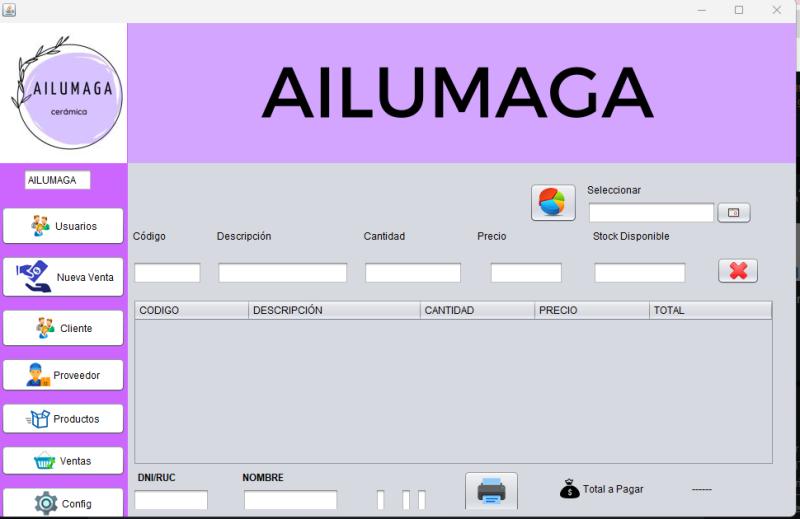 AILUMAGA
cerámica
AILUMAGA
AILUMAGA
Usuarios
Nueva Venta
Cliente
Proveedor
Productos
Ventas
Config
Seleccionar
Código Descripción Cantidad Precio Stock Disponible
CODIGO DESCRIPCIÓN CANTIDAD PRECIO TOTAL
DNI/RUC NOMBRE
Total a Pagar ------